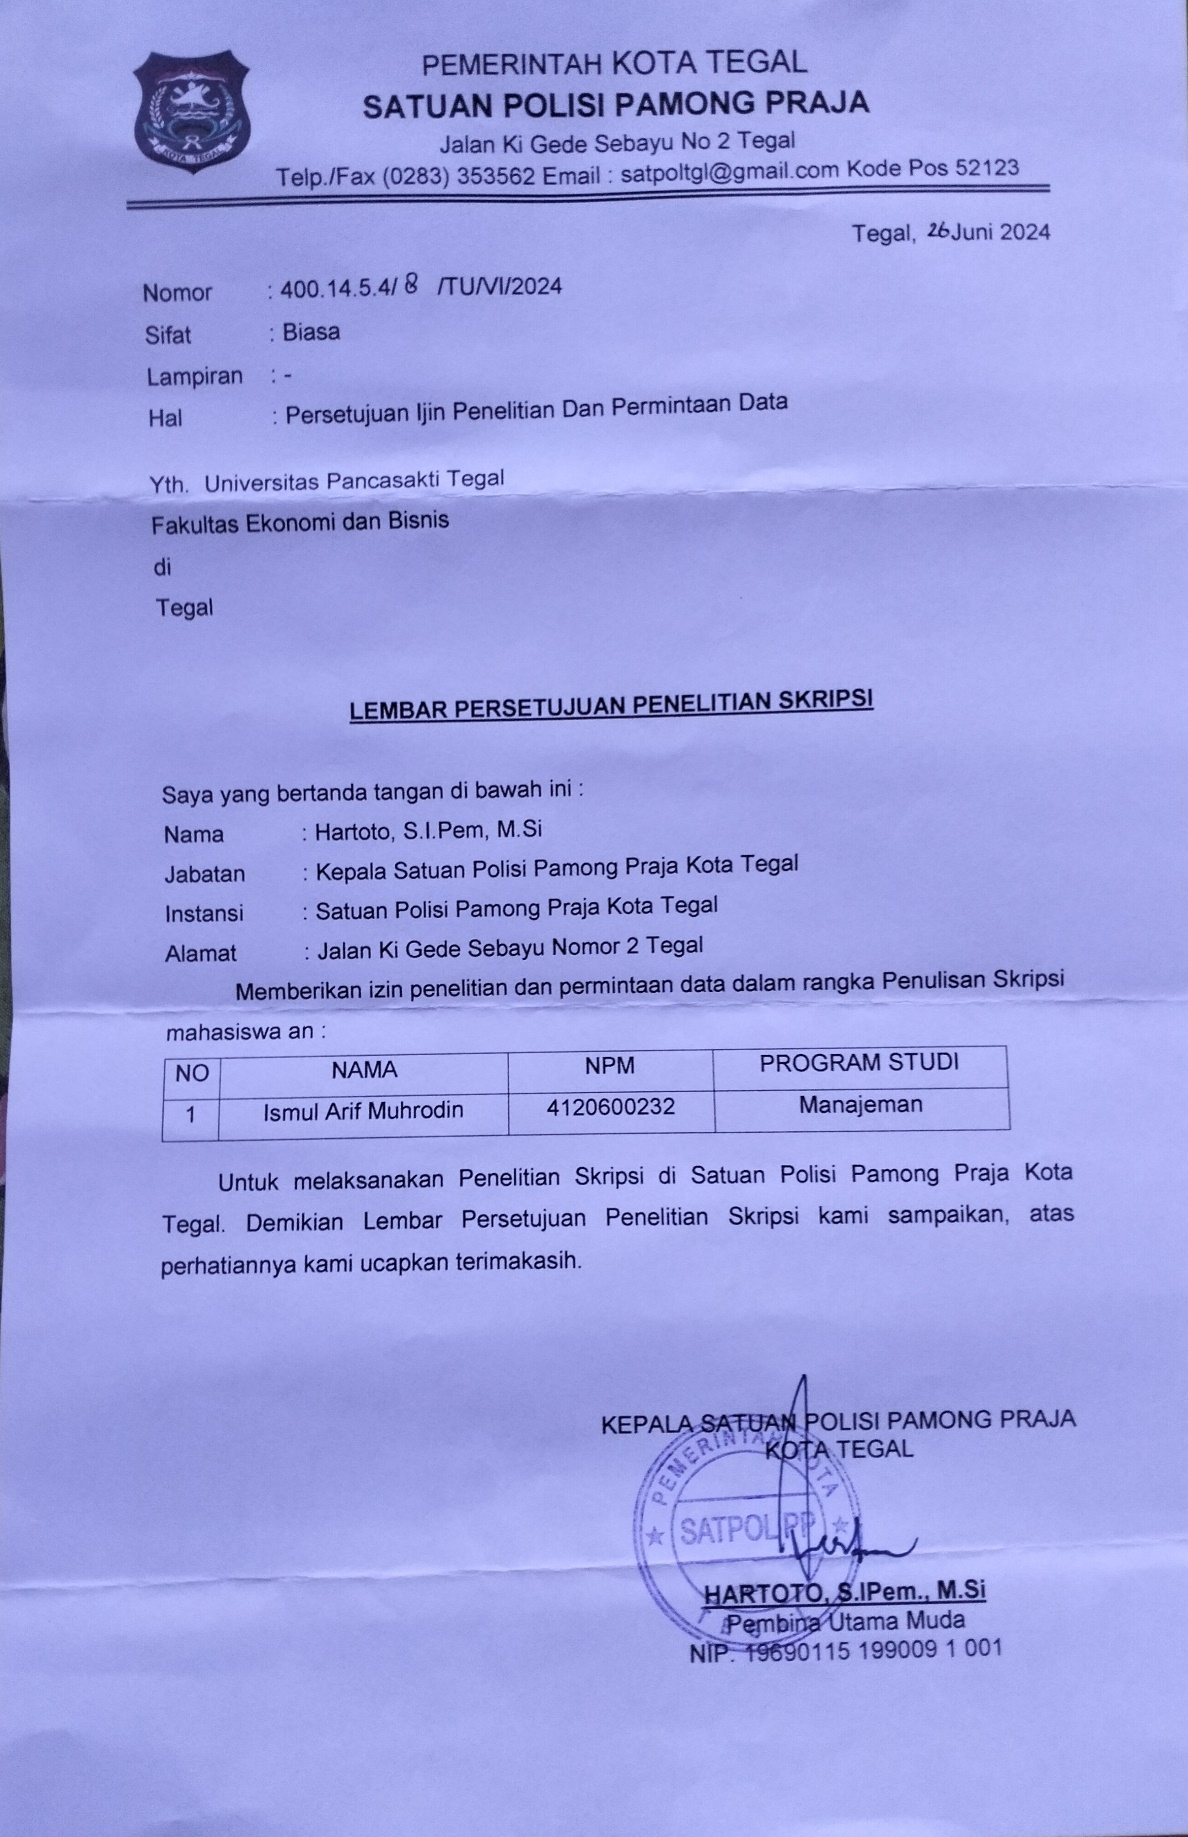 KOTA TEGAL
PEMERINTAH KOTA TEGAL
SATUAN POLISI PAMONG PRAJA
Jalan Ki Gede Sebayu No 2 Tegal
Telp./Fax (0283) 353562 Email : satpoltgl@gmail.com Kode Pos 52123
Tegal, 26 Juni 2024
Nomor : 400.14.5.4/ 8 /TU/VI/2024
Sifat : Biasa
Lampiran : -
Hal : Persetujuan Ijin Penelitian Dan Permintaan Data
Yth. Universitas Pancasakti Tegal
Fakultas Ekonomi dan Bisnis
di
Tegal
LEMBAR PERSETUJUAN PENELITIAN SKRIPSI
Saya yang bertanda tangan di bawah ini :
Nama : Hartoto, S.I.Pem, M.Si
Jabatan : Kepala Satuan Polisi Pamong Praja Kota Tegal
Instansi : Satuan Polisi Pamong Praja Kota Tegal
Alamat : Jalan Ki Gede Sebayu Nomor 2 Tegal
Memberikan izin penelitian dan permintaan data dalam rangka Penulisan Skripsi
mahasiswa an :
NO NAMA NPM PROGRAM STUDI
1 Ismul Arif Muhrodin 4120600232 Manajeman
Untuk melaksanakan Penelitian Skripsi di Satuan Polisi Pamong Praja Kota
Tegal. Demikian Lembar Persetujuan Penelitian Skripsi kami sampaikan, atas
perhatiannya kami ucapkan terimakasih.
KEPALA SATUAN POLISI PAMONG PRAJA
KOTA TEGAL
PEMERINTAH KOTA
SATPOL PP
HARTOTO, S.IPem., M.Si
Pembina Utama Muda
NIP. 19690115 199009 1 001